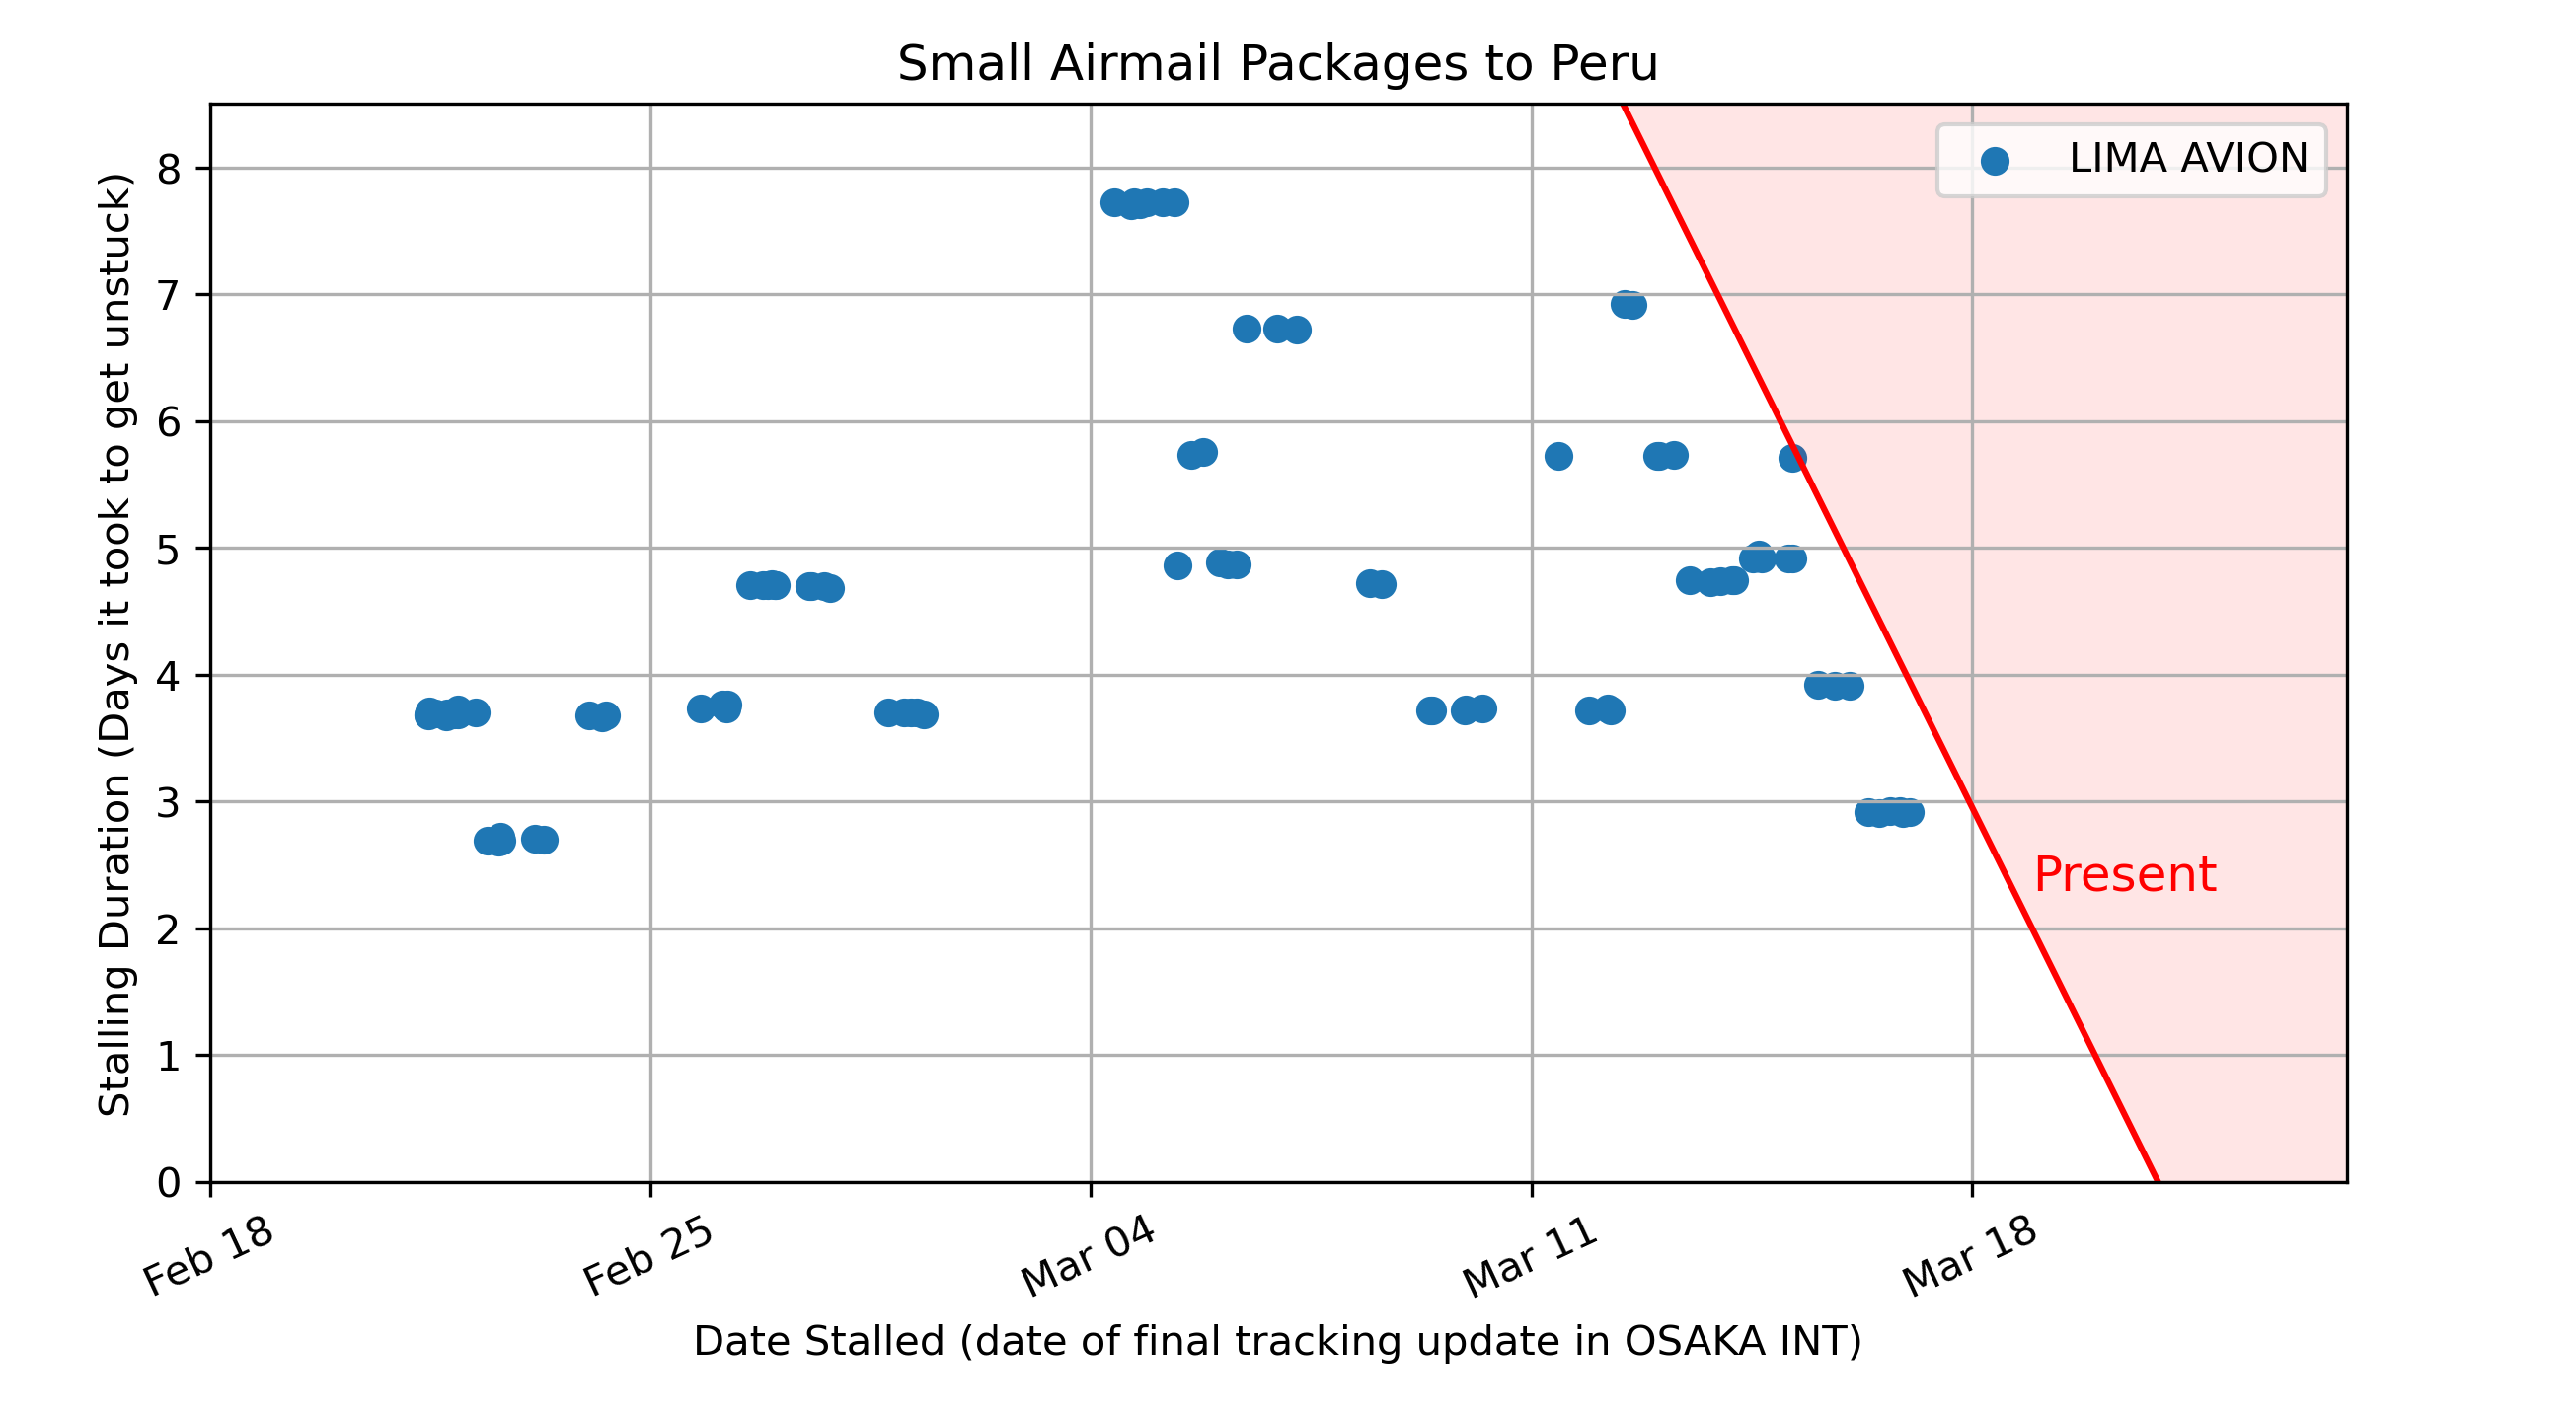 Small Airmail Packages to Peru
LIMA AVION
Stalling Duration (Days it took to get unstuck)
8
7
6
5
4
3
2
1
0
Present
Feb 18
Feb 25
Mar 04
Mar 11
Mar 18
Date Stalled (date of final tracking update in OSAKA INT)